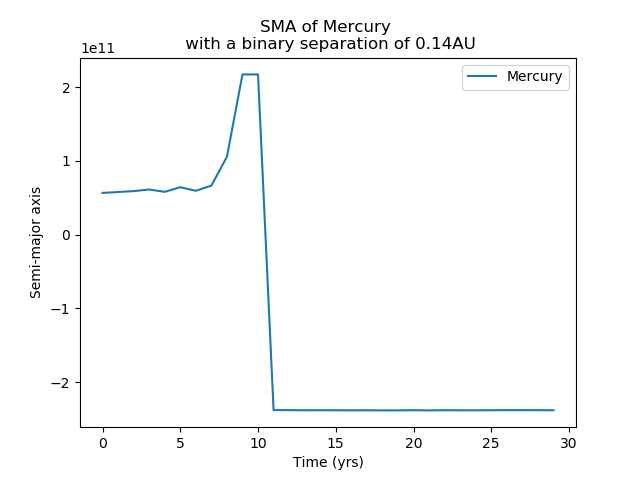 SMA of Mercury
with a binary separation of 0.14AU
1e11
Mercury
2
1
0
−1
−2
Semi-major axis
0 5 10 15 20 25 30
Time (yrs)